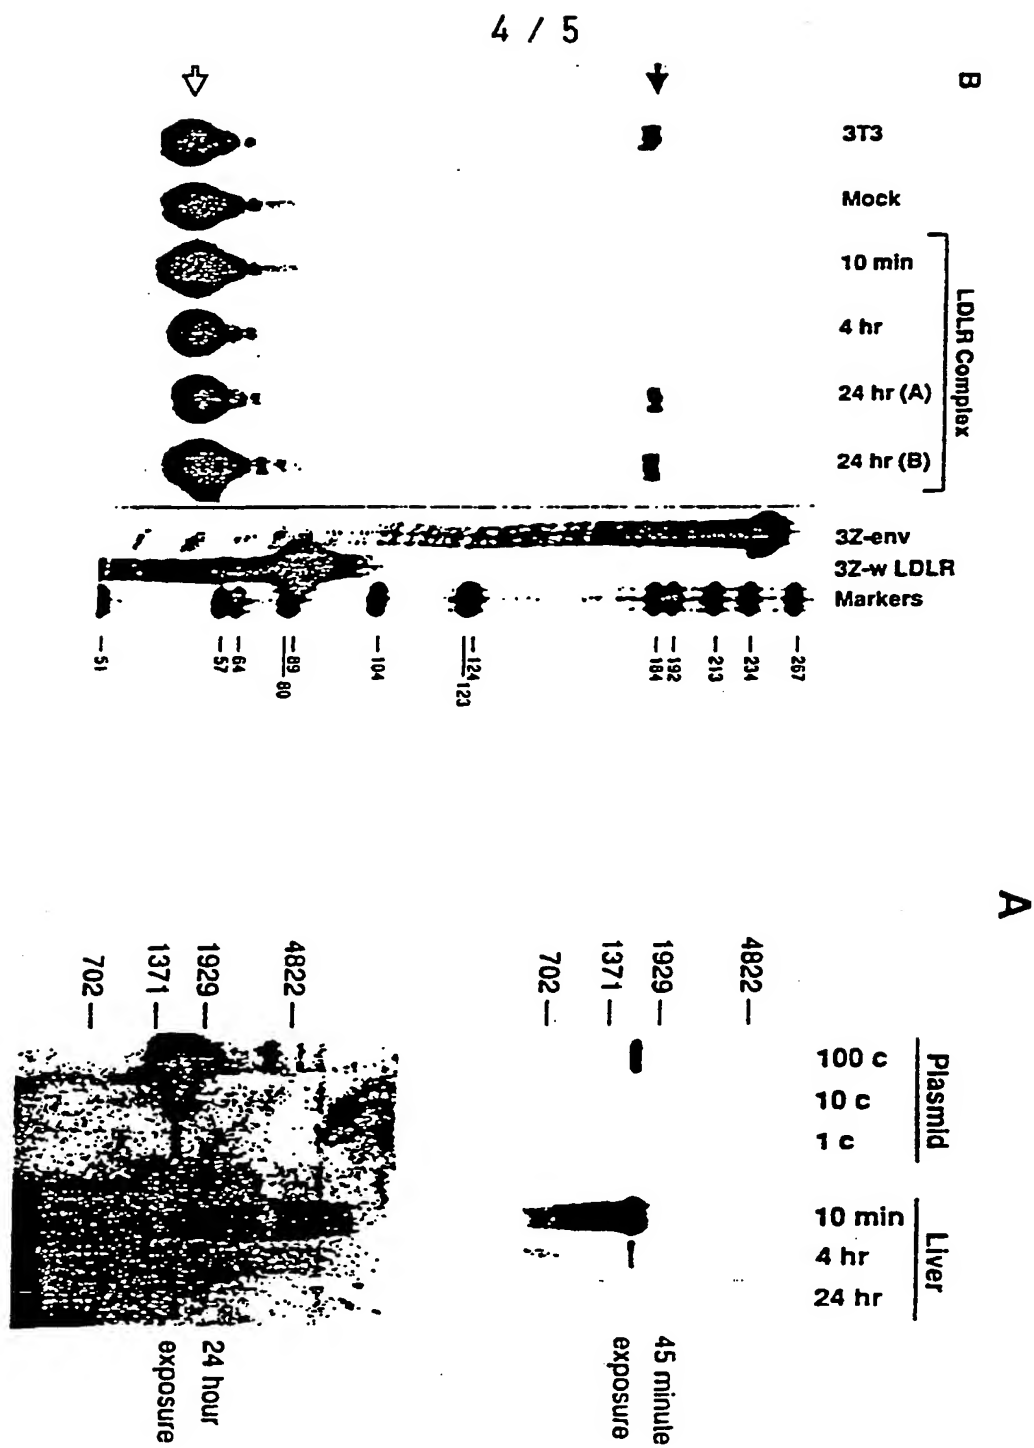 4 / 5
B
3T3
Mock
10 min
4 hr
24 hr (A)
24 hr (B)
LDLR Complex
3Z-env
3Z-w LDLR
Markers
– 51
– 57
– 64
– 80
– 89
– 104
– 123
– 124
– 184
– 192
– 213
– 234
– 267
A
Plasmid
100 c
10 c
1 c
Liver
10 min
4 hr
24 hr
4822 –
1929 –
1371 –
702 –
45 minute
exposure
4822 –
1929 –
1371 –
702 –
24 hour
exposure